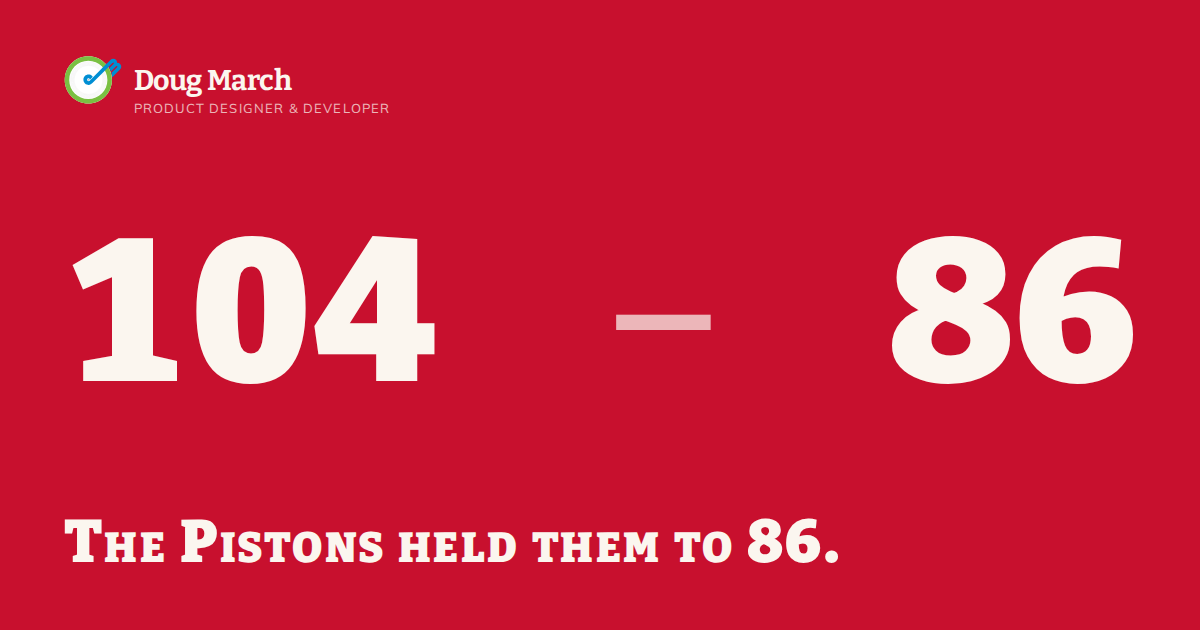 Doug March
PRODUCT DESIGNER & DEVELOPER
104 — 86
The Pistons held them to 86.